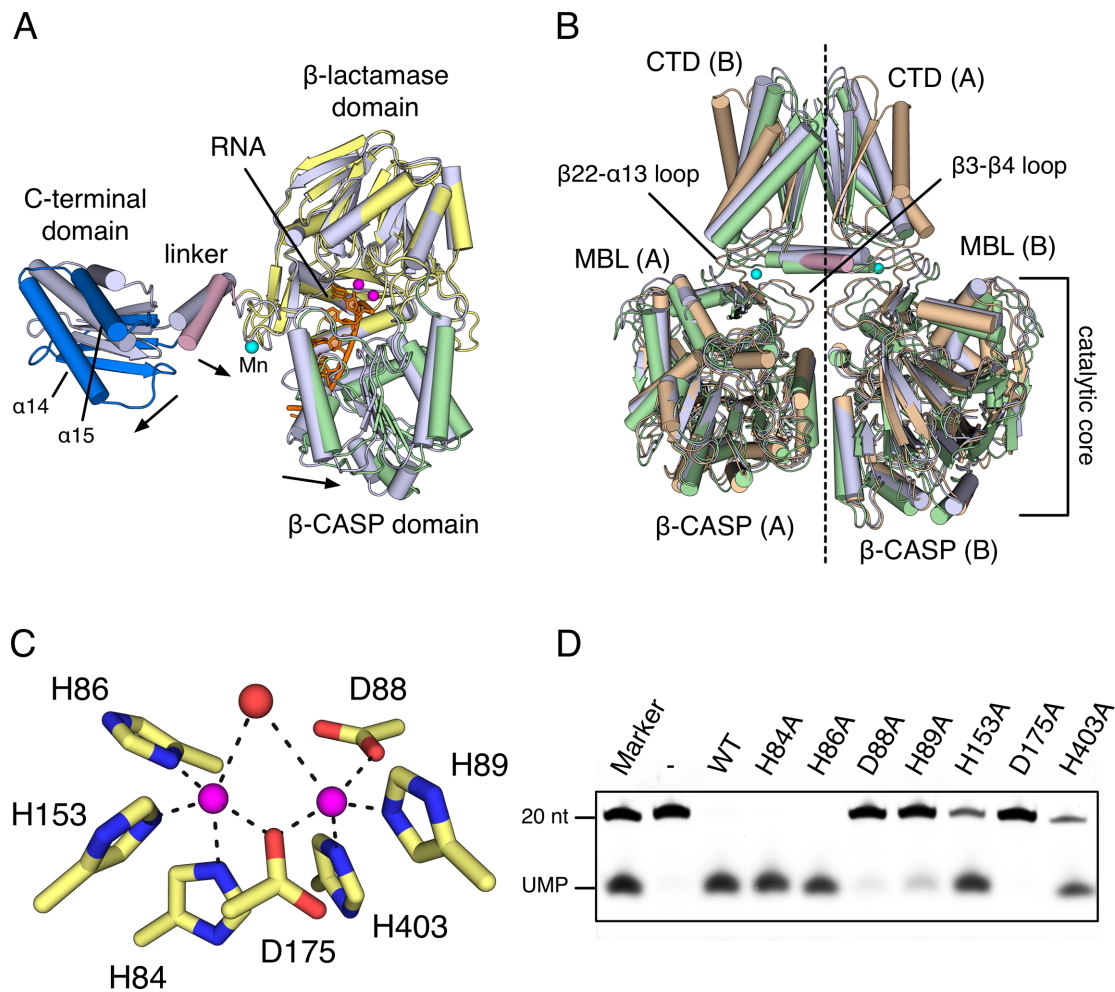 A
β-lactamase
domain
RNA
C-terminal
domain
linker
Mn
α14
α15
β-CASP domain
B
CTD (B)
CTD (A)
β22-α13 loop
β3-β4 loop
MBL (A)
MBL (B)
catalytic core
β-CASP (A)
β-CASP (B)
C
H86
D88
H89
H153
H403
D175
H84
D
Marker
-
WT
H84A
H86A
D88A
H89A
H153A
D175A
H403A
20 nt
UMP